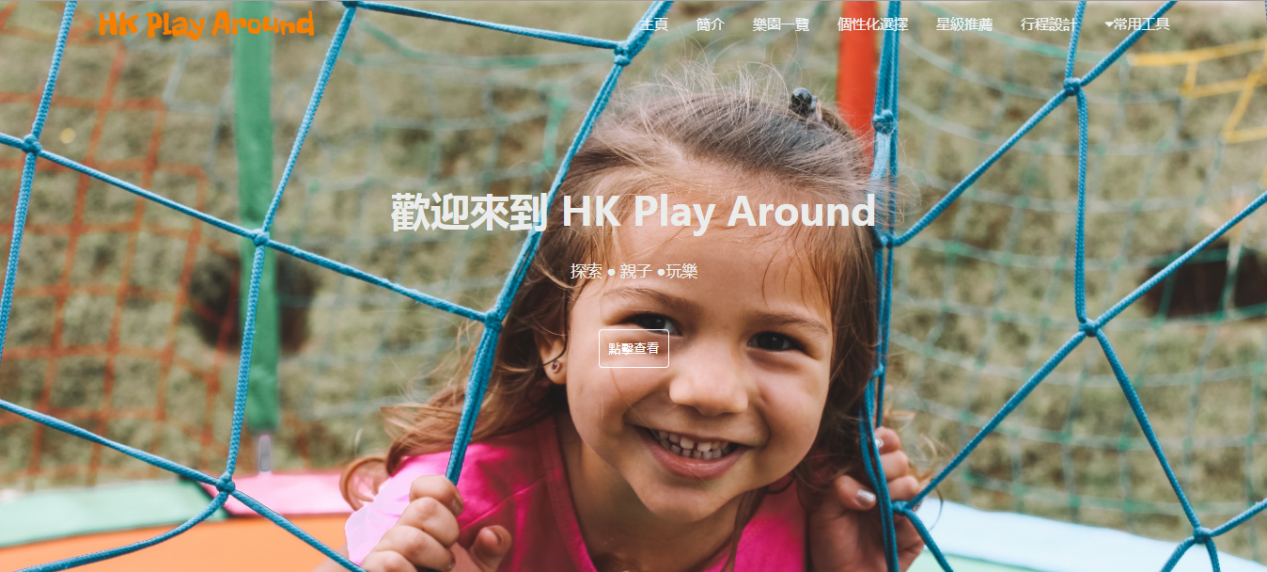 HK Play Around
主頁 簡介 樂園一覽 個性化選擇 星級推薦 行程設計 ▾常用工具
歡迎來到 HK Play Around
探索 ● 親子 ●玩樂
點擊查看